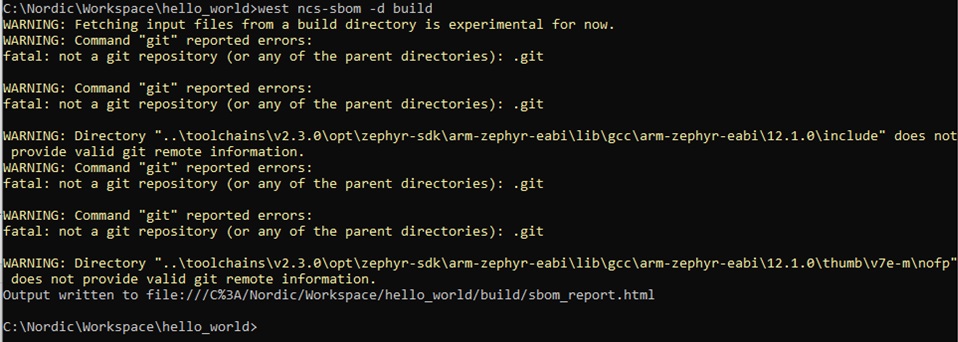 C:\Nordic\Workspace\hello_world>west ncs-sbom -d build
WARNING: Fetching input files from a build directory is experimental for now.
WARNING: Command "git" reported errors:
fatal: not a git repository (or any of the parent directories): .git
WARNING: Command "git" reported errors:
fatal: not a git repository (or any of the parent directories): .git
WARNING: Directory "..\toolchains\v2.3.0\opt\zephyr-sdk\arm-zephyr-eabi\lib\gcc\arm-zephyr-eabi\12.1.0\include" does not
 provide valid git remote information.
WARNING: Command "git" reported errors:
fatal: not a git repository (or any of the parent directories): .git
WARNING: Command "git" reported errors:
fatal: not a git repository (or any of the parent directories): .git
WARNING: Directory "..\toolchains\v2.3.0\opt\zephyr-sdk\arm-zephyr-eabi\lib\gcc\arm-zephyr-eabi\12.1.0\thumb\v7e-m\nofp"
 does not provide valid git remote information.
Output written to file:///C%3A/Nordic/Workspace/hello_world/build/sbom_report.html
C:\Nordic\Workspace\hello_world>